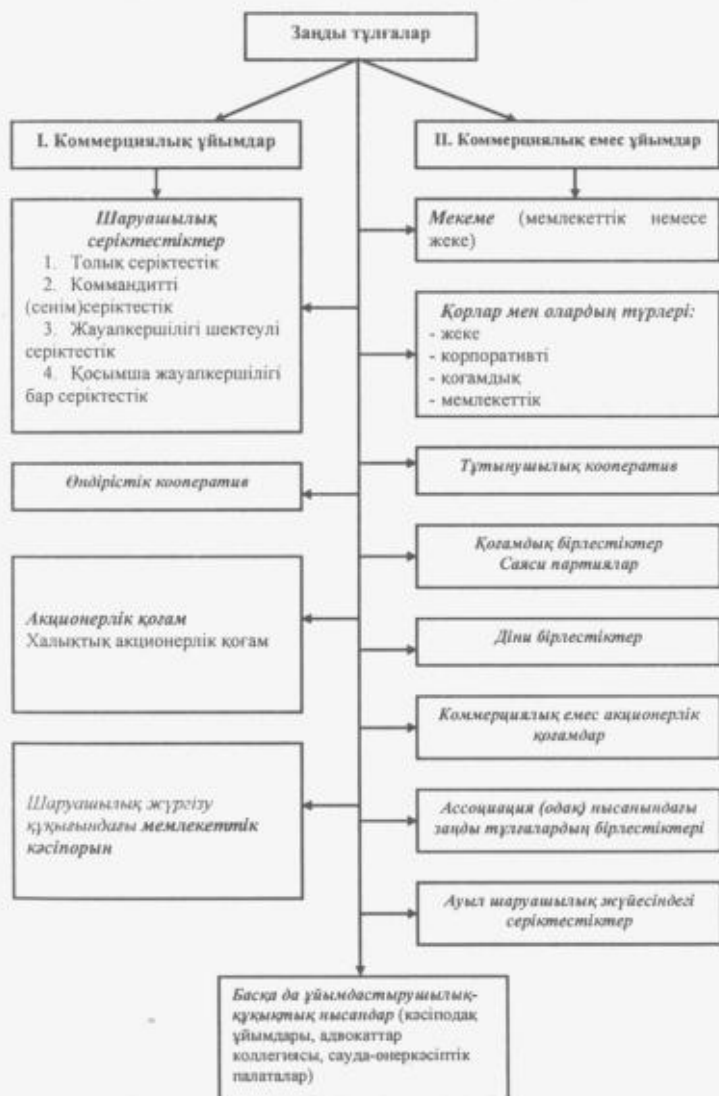 Заңды тұлғалар
I. Коммерциялық ұйымдар
Шаруашылық
серіктестіктер
1. Толық серіктестік
2. Коммандитті
(сенім)серіктестік
3. Жауапкершілігі шектеулі
серіктестік
4. Қосымша жауапкершілігі
бар серіктестік
Өндірістік кооператив
Акционерлік қоғам
Халықтық акционерлік қоғам
Шаруашылық жүргізу
құқығындағы мемлекеттік
кәсіпорын
II. Коммерциялық емес ұйымдар
Мекеме (мемлекеттік немесе
жеке)
Қорлар мен олардың түрлері:
- жеке
- корпоративті
- қоғамдық
- мемлекеттік
Тұтынушылық кооператив
Қоғамдық бірлестіктер
Саяси партиялар
Діни бірлестіктер
Коммерциялық емес акционерлік
қоғамдар
Ассоциация (одақ) нысанындағы
заңды тұлғалардың бірлестіктері
Ауыл шаруашылық жүйесіндегі
серіктестіктер
Басқа да ұйымдастырушылық-
құқықтық нысандар (кәсіподақ
ұйымдары, адвокаттар
коллегиясы, сауда-өнеркәсіптік
палаталар)